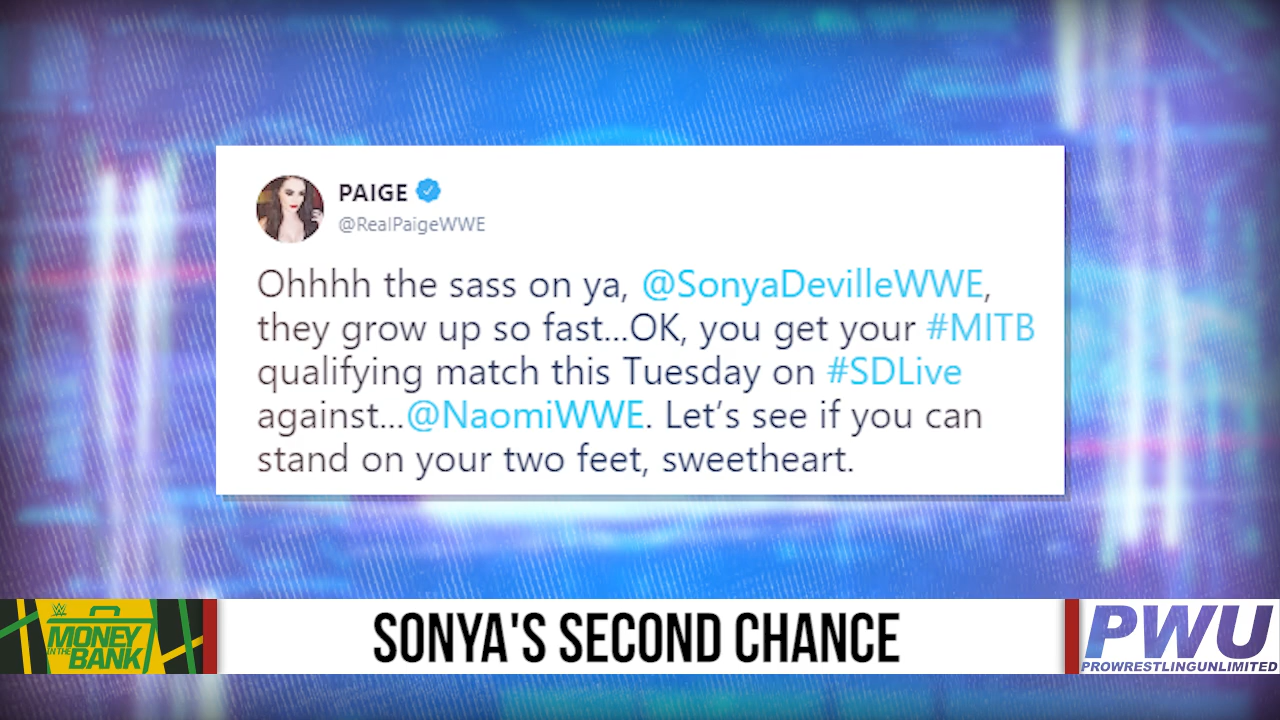 PAIGE
@RealPaigeWWE
Ohhhh the sass on ya, @SonyaDevilleWWE,
they grow up so fast...OK, you get your #MITB
qualifying match this Tuesday on #SDLive
against...@NaomiWWE. Let’s see if you can
stand on your two feet, sweetheart.
W
MONEY
IN THE
BANK
SONYA'S SECOND CHANCE
PWU
PROWRESTLINGUNLIMITED